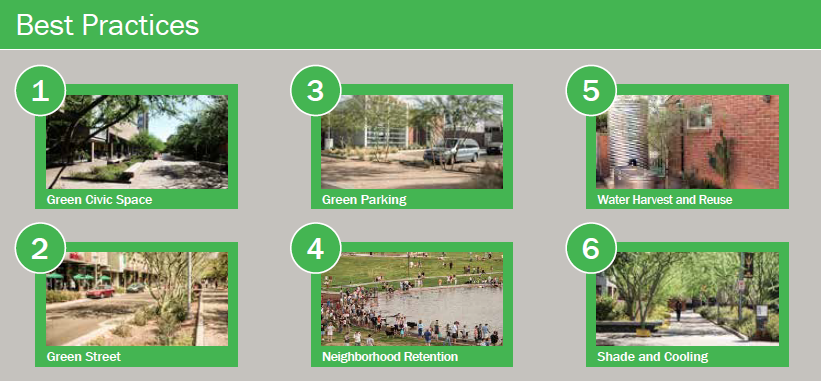 Best Practices
1
Green Civic Space
2
Green Street
3
Green Parking
4
Neighborhood Retention
5
Water Harvest and Reuse
6
Shade and Cooling